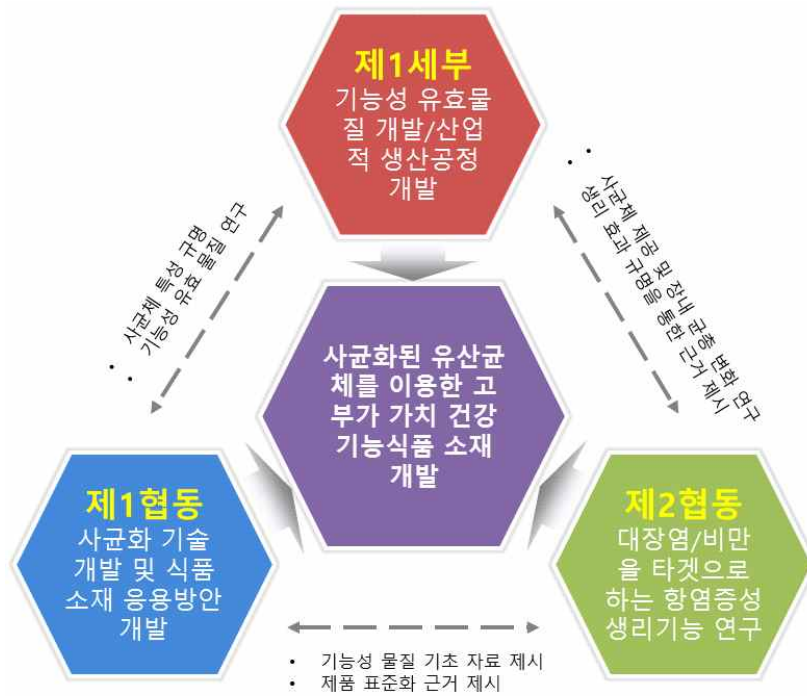 제1세부
기능성 유효물
질 개발/산업
적 생산공정
개발
• 사균체 특성 규명
• 기능성 유효 물질 연구
• 사균체 제공 및 장내 균총 변화 연구
• 생리 효과 규명을 통한 근거 제시
사균화된 유산균
체를 이용한 고
부가 가치 건강
기능식품 소재
개발
제1협동
사균화 기술
개발 및 식품
소재 응용방안
개발
제2협동
대장염/비만
을 타겟으로
하는 항염증성
생리기능 연구
• 기능성 물질 기초 자료 제시
• 제품 표준화 근거 제시